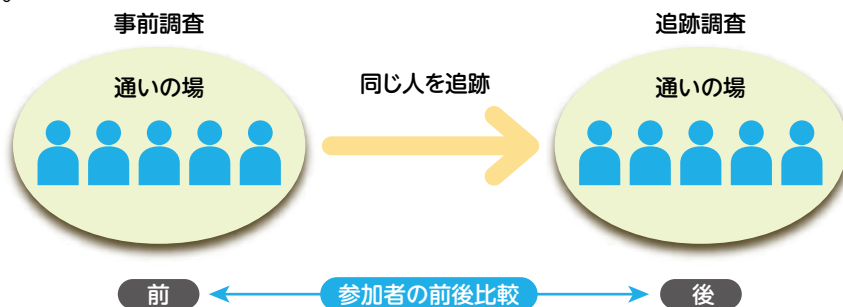 。
事前調査
追跡調査
通いの場
同じ人を追跡
通いの場
前
参加者の前後比較
後